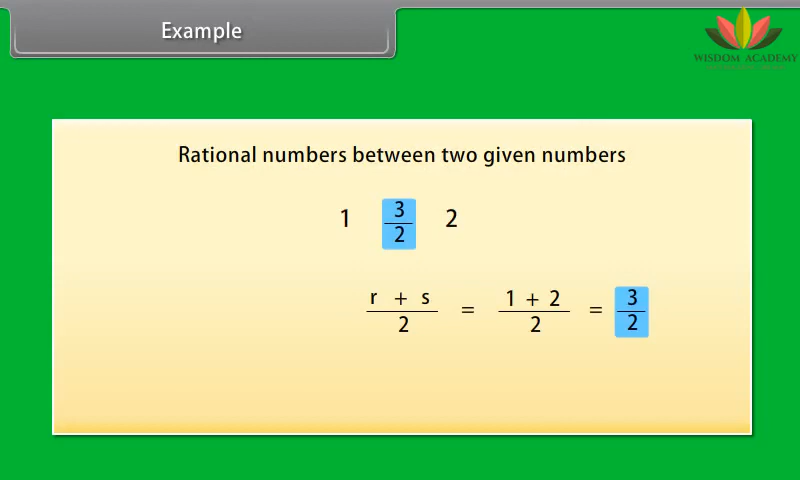 Example
WISDOM ACADEMY
Rational numbers between two given numbers
1 3/2 2
r + s / 2 = 1 + 2 / 2 = 3/2